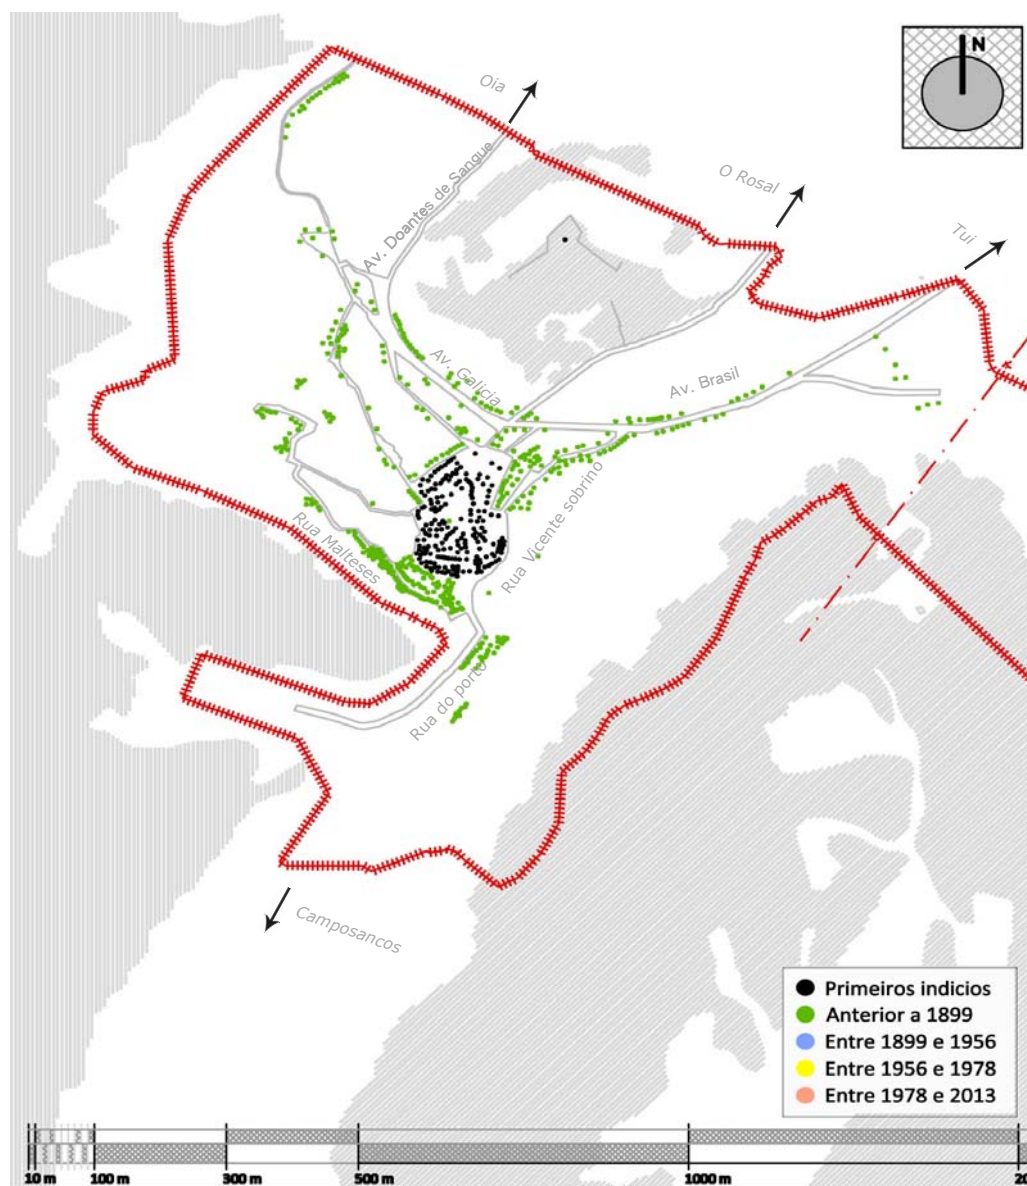 N
Oia
O Rosal
Tui
Av. Doantes de Sangue
Av. Galicia
Av. Brasil
Rua Vicente sobrino
Rua Malteses
Rua do porto
Camposancos
Primeiros indicios
Anterior a 1899
Entre 1899 e 1956
Entre 1956 e 1978
Entre 1978 e 2013
10 m 100 m 300 m 500 m 1000 m